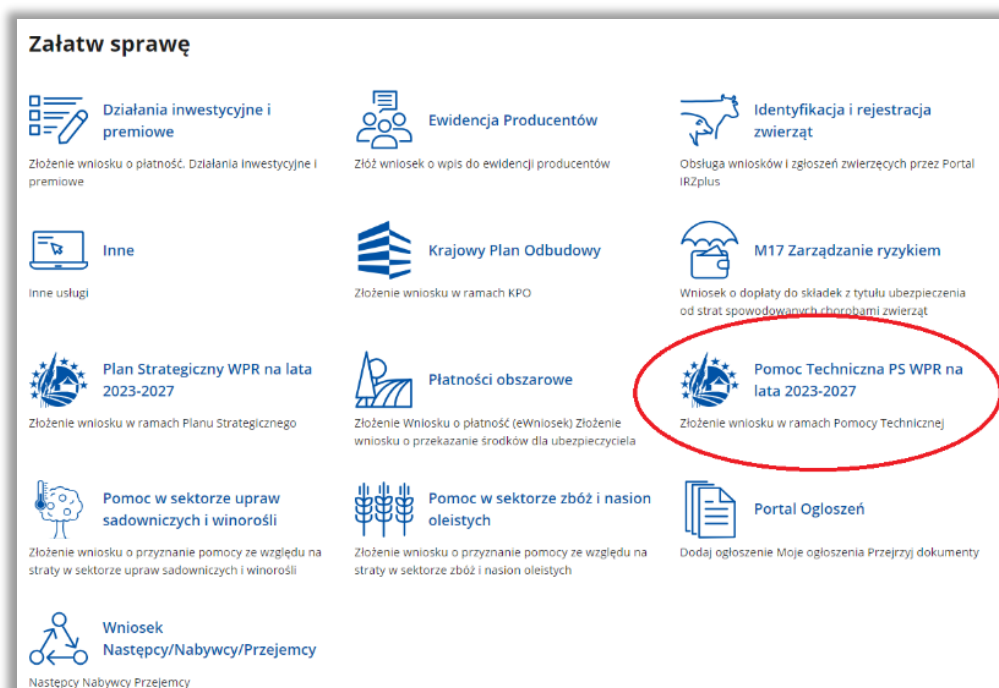 Załatw sprawę
Działania inwestycyjne i
premiowe
Złożenie wniosku o płatność. Działania inwestycyjne i
premiowe
Ewidencja Producentów
Złóż wniosek o wpis do ewidencji producentów
Identyfikacja i rejestracja
zwierząt
Obsługa wniosków i zgłoszeń zwierzęcych przez Portal
IRZplus
Inne
Inne usługi
Krajowy Plan Odbudowy
Złożenie wniosku w ramach KPO
M17 Zarządzanie ryzykiem
Wniosek o dopłaty do składek z tytułu ubezpieczenia
od strat spowodowanych chorobami zwierząt
Plan Strategiczny WPR na lata
2023-2027
Złożenie wniosku w ramach Planu Strategicznego
Płatności obszarowe
Złożenie Wniosku o płatność (eWniosek) Złożenie
wniosku o przekazanie środków dla ubezpieczyciela
Pomoc Techniczna PS WPR na
lata 2023-2027
Złożenie wniosku w ramach Pomocy Technicznej
Pomoc w sektorze upraw
sadowniczych i winorośli
Złożenie wniosku o przyznanie pomocy ze względu na
straty w sektorze upraw sadowniczych i winorośli
Pomoc w sektorze zbóż i nasion
oleistych
Złożenie wniosku o przyznanie pomocy ze względu na
straty w sektorze zbóż i nasion oleistych
Portal Ogloszeń
Dodaj ogłoszenie Moje ogłoszenia Przejrzyj dokumenty
Wniosek
Następcy/Nabywcy/Przejemcy
Następcy Nabywcy Przejemcy